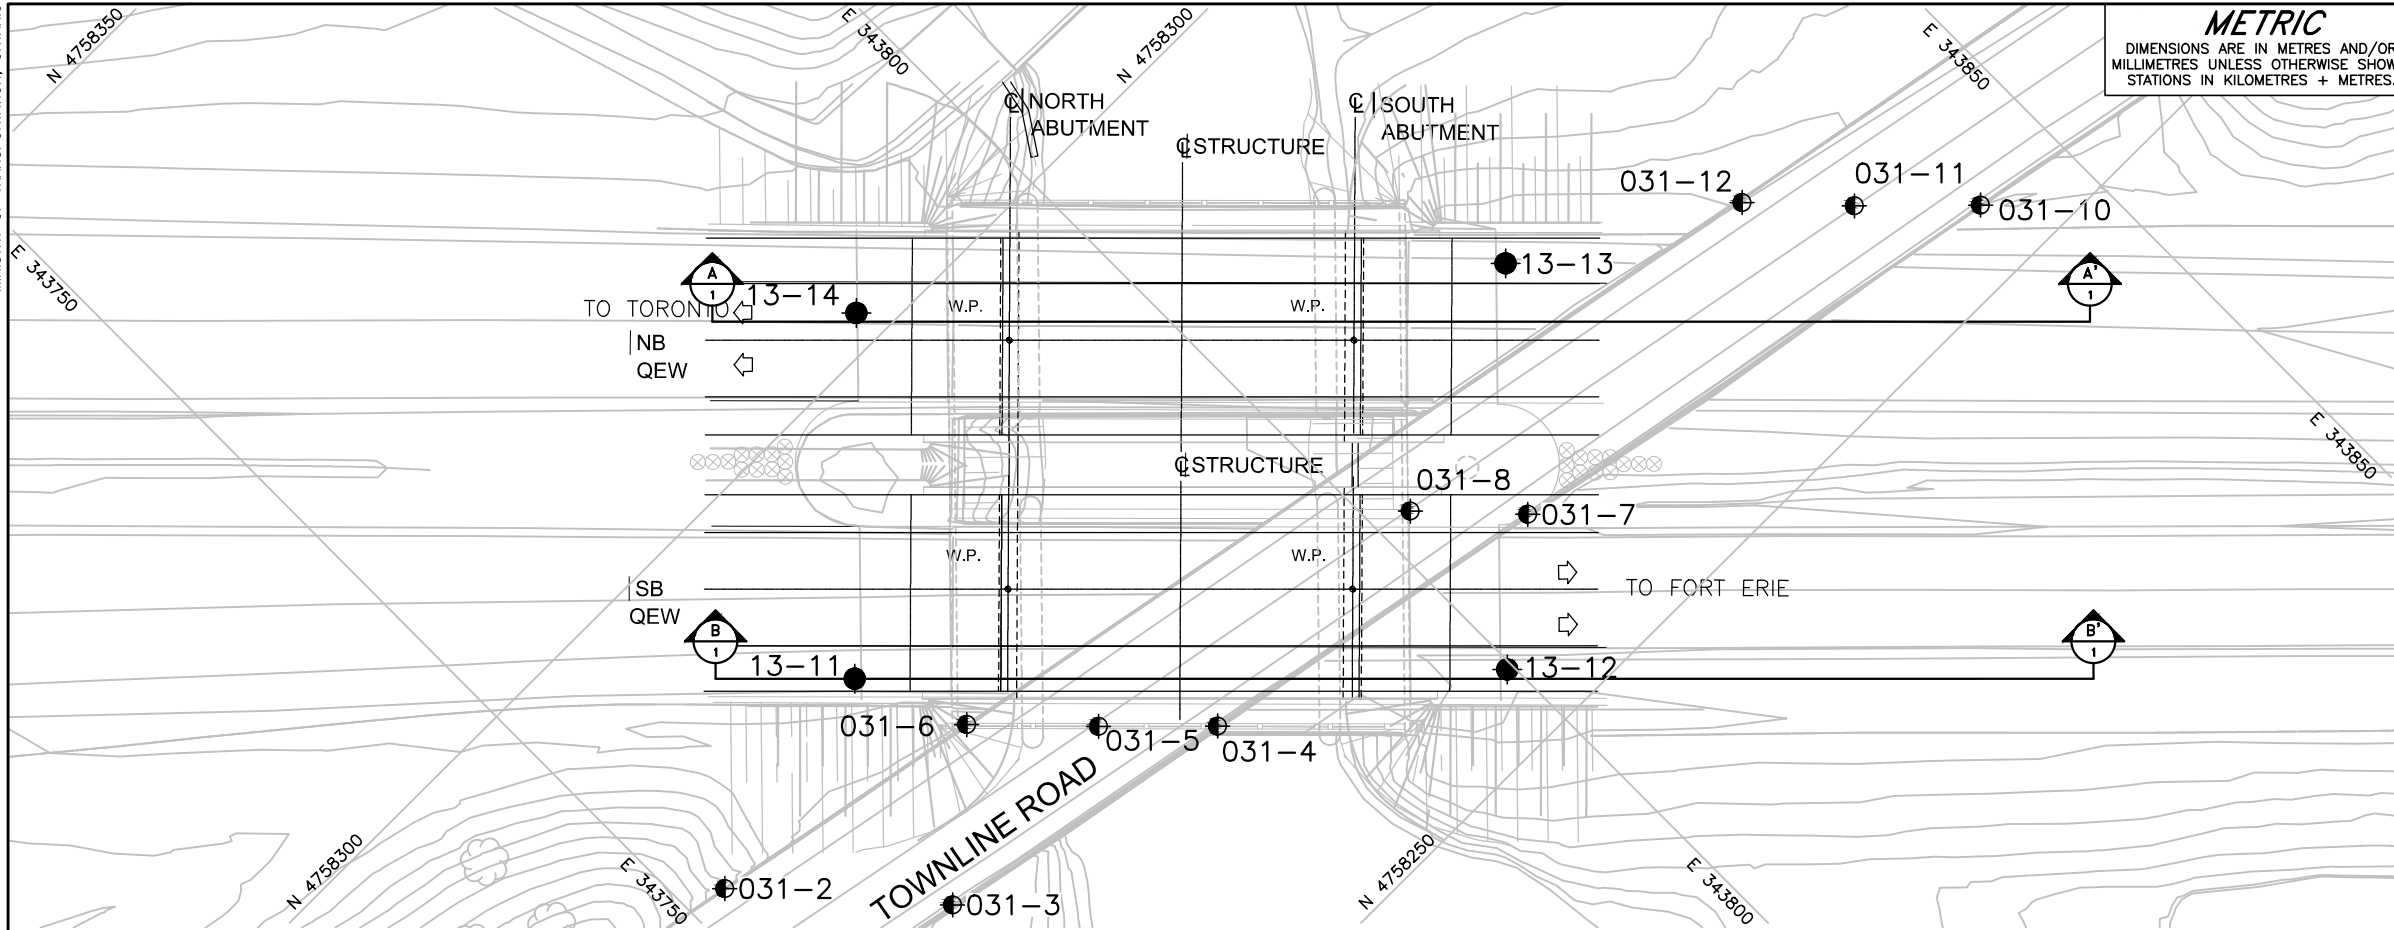 N 4758350
E 343800
N 4758300
E 343850
METRIC
DIMENSIONS ARE IN METRES AND/OR
MILLIMETRES UNLESS OTHERWISE
STATIONS IN KILOMETRES + METRES.
℄ NORTH
ABUTMENT
℄ STRUCTURE
℄ SOUTH
ABUTMENT
031-12
031-11
031-10
E 343750
A
1
13-14
13-13
A'
1
TO TORONTO
W.P.
W.P.
NB
QEW
E 343850
℄ STRUCTURE
031-8
031-7
W.P.
W.P.
SB
QEW
TO FORT ERIE
B
1
13-11
13-12
B'
1
031-6
031-5
031-4
TOWNLINE ROAD
N 4758300
E 343750
N 4758250
E 343800
031-2
031-3